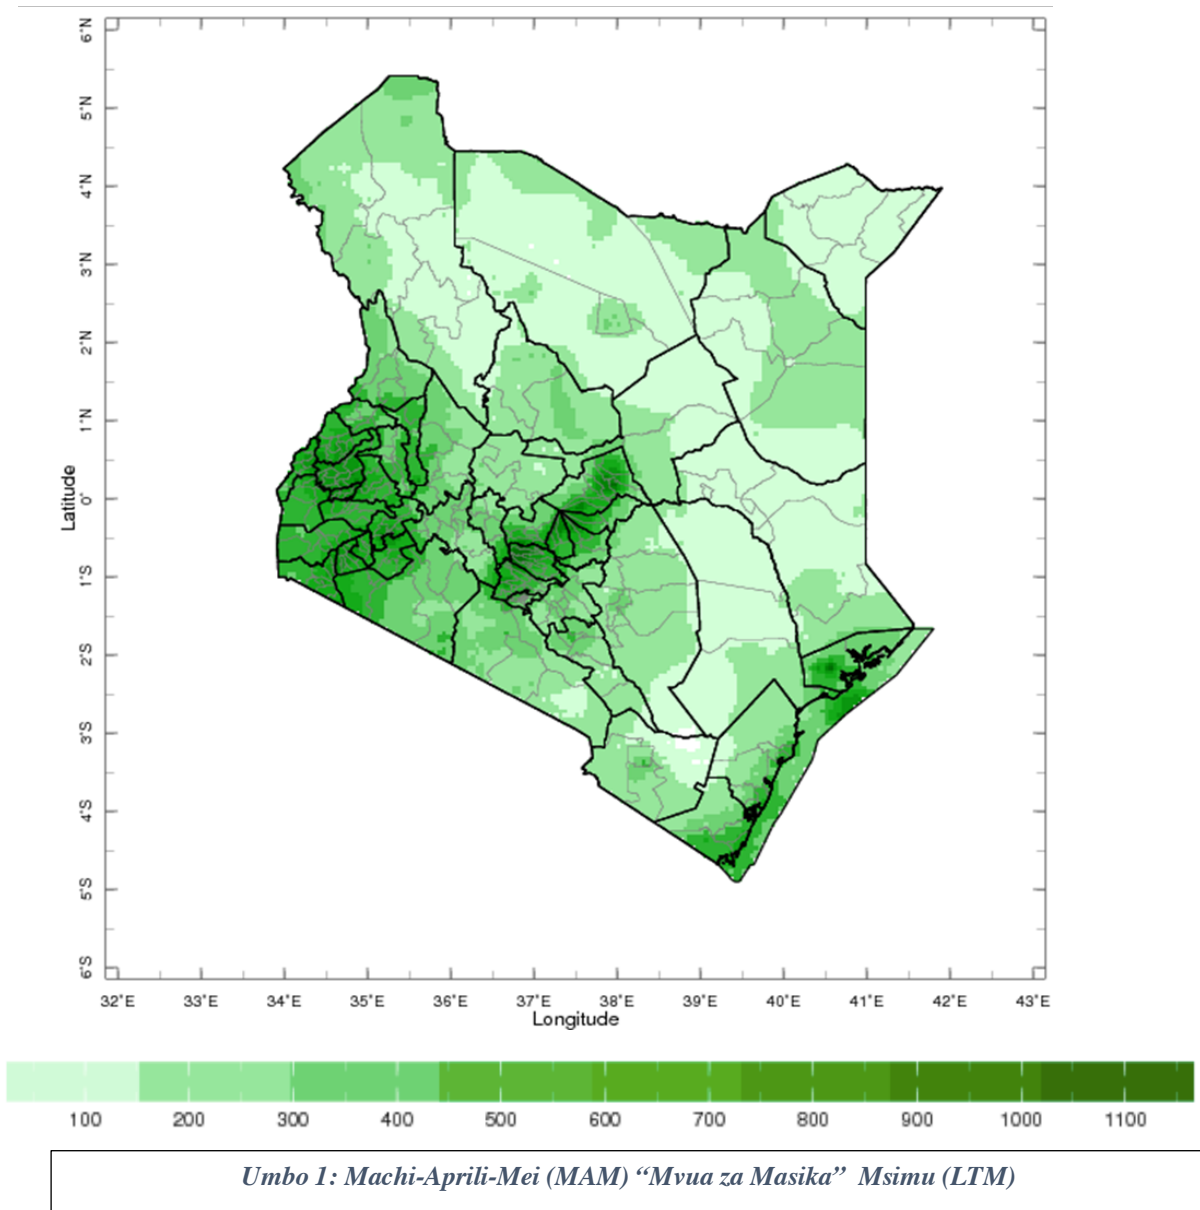 6°N
5°N
4°N
3°N
2°N
1°N
0°
1°S
2°S
3°S
4°S
5°S
6°S
Latitude
32°E 33°E 34°E 35°E 36°E 37°E 38°E 39°E 40°E 41°E 42°E 43°E
Longitude
100 200 300 400 500 600 700 800 900 1000 1100
Umbo 1: Machi-Aprili-Mei (MAM) “Mvua za Masika” Msimu (LTM)